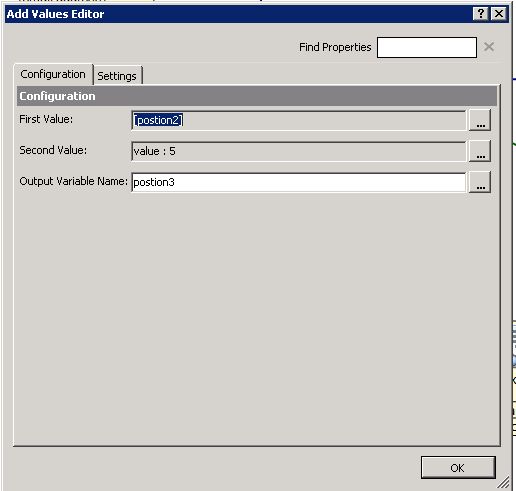 Add Values Editor
Find Properties
Configuration Settings
Configuration
First Value: [postion2] ...
Second Value: value : 5 ...
Output Variable Name: postion3 ...
OK